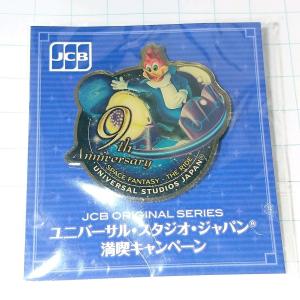 JCB
9th
Anniversary
SPACE FANTASY - THE RIDE
UNIVERSAL STUDIOS JAPAN®
JCB ORIGINAL SERIES
ユニバーサル・スタジオ・ジャパン®
満喫キャンペーン